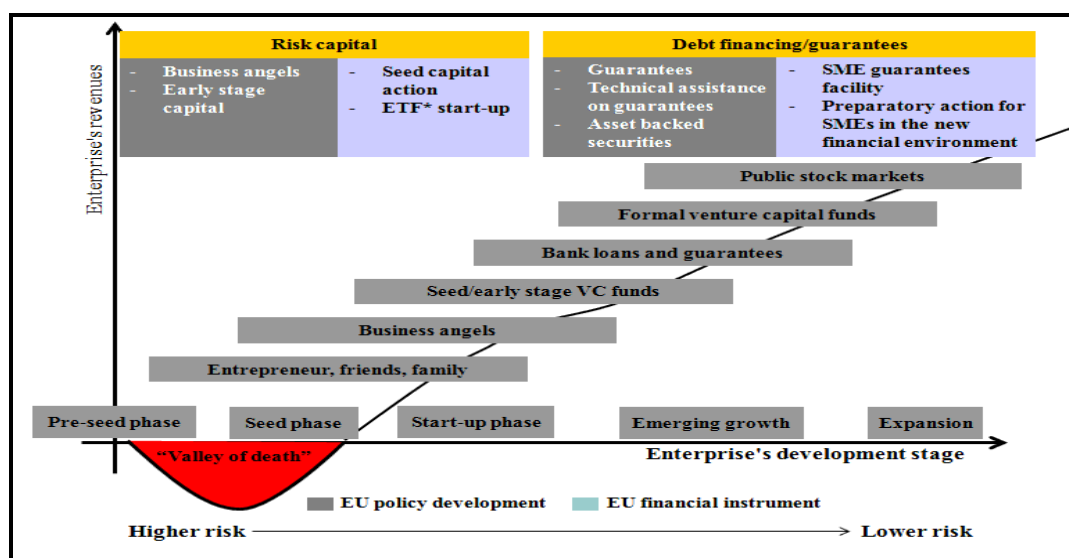 Enterprise's revenues
Risk capital
- Business angels
- Early stage
capital
- Seed capital
action
- ETF* start-up
Debt financing/guarantees
- Guarantees
- Technical assistance
on guarantees
- Asset backed
securities
- SME guarantees
facility
- Preparatory action for
SMEs in the new
financial environment
Public stock markets
Formal venture capital funds
Bank loans and guarantees
Seed/early stage VC funds
Business angels
Entrepreneur, friends, family
Pre-seed phase
Seed phase
Start-up phase
Emerging growth
Expansion
“Valley of death”
Enterprise's development stage
EU policy development
EU financial instrument
Higher risk
Lower risk